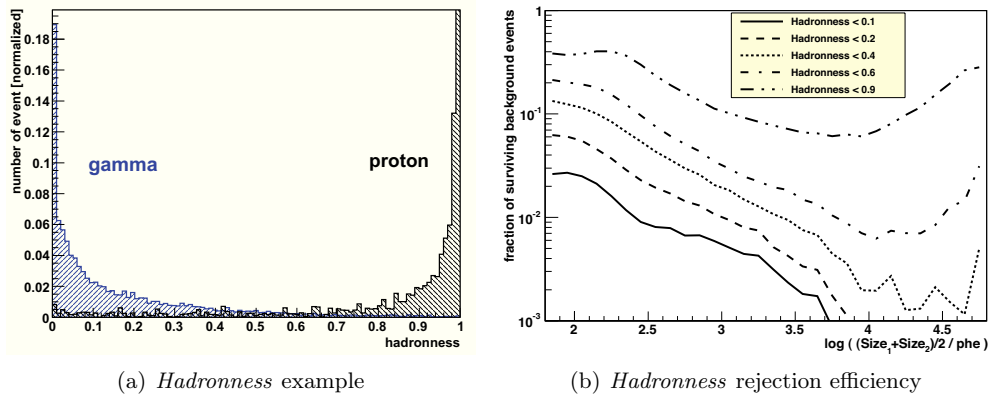 number of event [normalized]
0.18
0.16
0.14
0.12
0.1
0.08
0.06
0.04
0.02
0
gamma
proton
0 0.1 0.2 0.3 0.4 0.5 0.6 0.7 0.8 0.9 1
hadronness
(a) Hadronness example
fraction of surviving background events
1
10^-1
10^-2
10^-3
Hadronness < 0.1
Hadronness < 0.2
Hadronness < 0.4
Hadronness < 0.6
Hadronness < 0.9
2 2.5 3 3.5 4 4.5
log ( (Size_1+Size_2)/2 / phe )
(b) Hadronness rejection efficiency